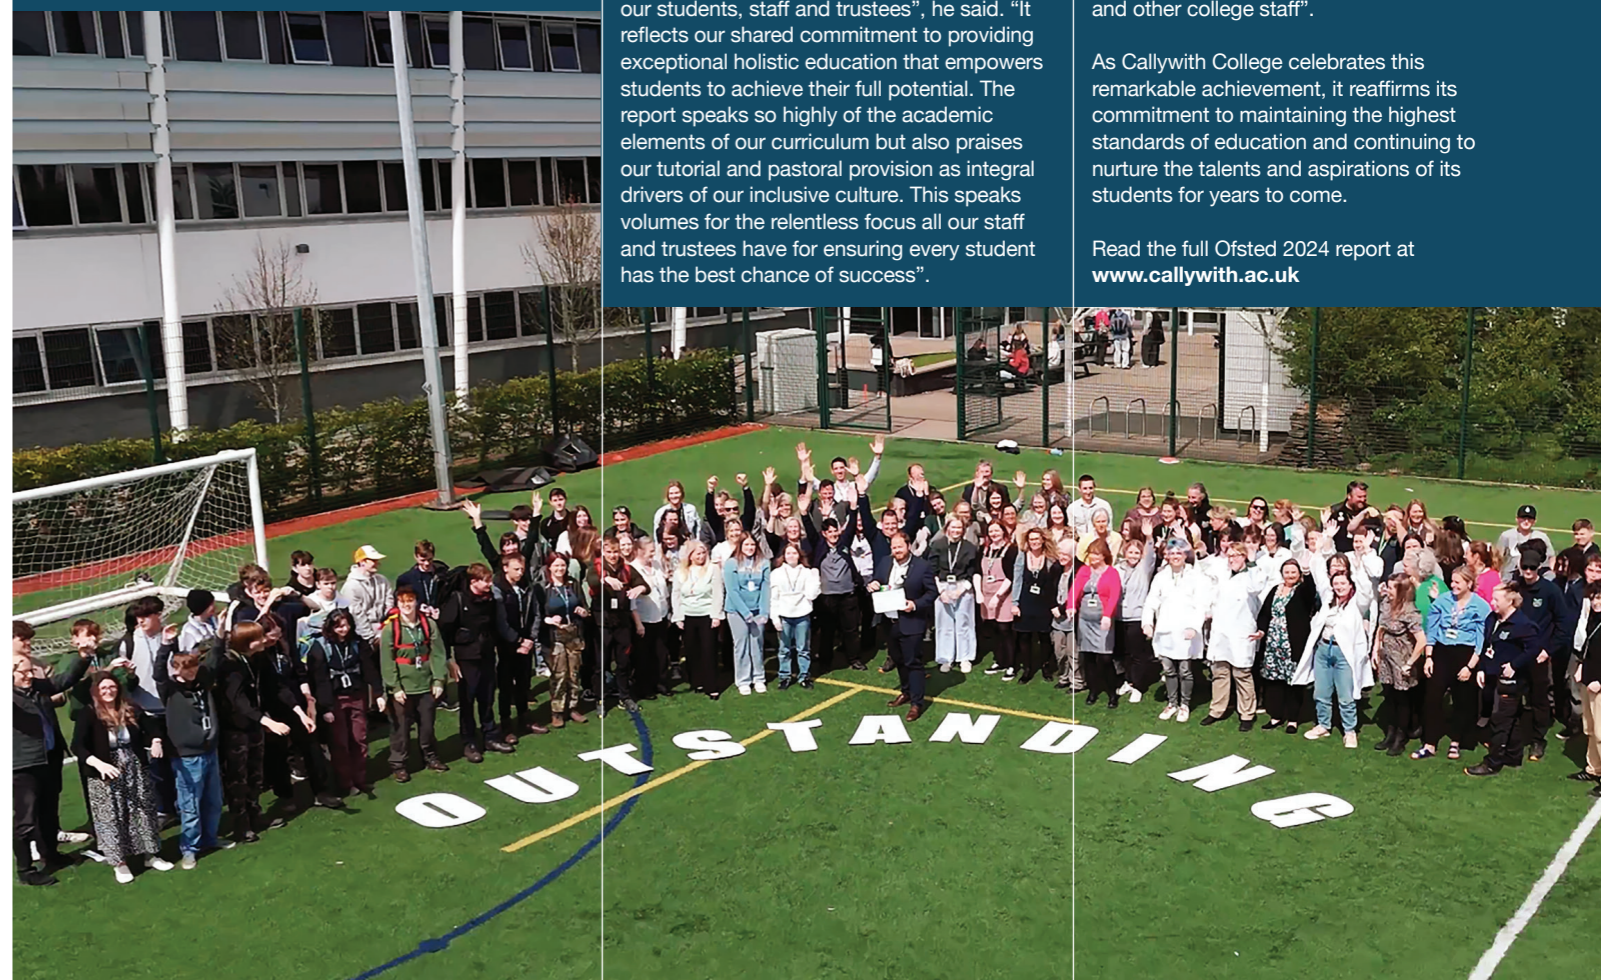 our students, staff and trustees”, he said. “It
reflects our shared commitment to providing
exceptional holistic education that empowers
students to achieve their full potential. The
report speaks so highly of the academic
elements of our curriculum but also praises
our tutorial and pastoral provision as integral
drivers of our inclusive culture. This speaks
volumes for the relentless focus all our staff
and trustees have for ensuring every student
has the best chance of success”.
and other college staff”.
As Callywith College celebrates this
remarkable achievement, it reaffirms its
commitment to maintaining the highest
standards of education and continuing to
nurture the talents and aspirations of its
students for years to come.
Read the full Ofsted 2024 report at
www.callywith.ac.uk
OUTSTANDING